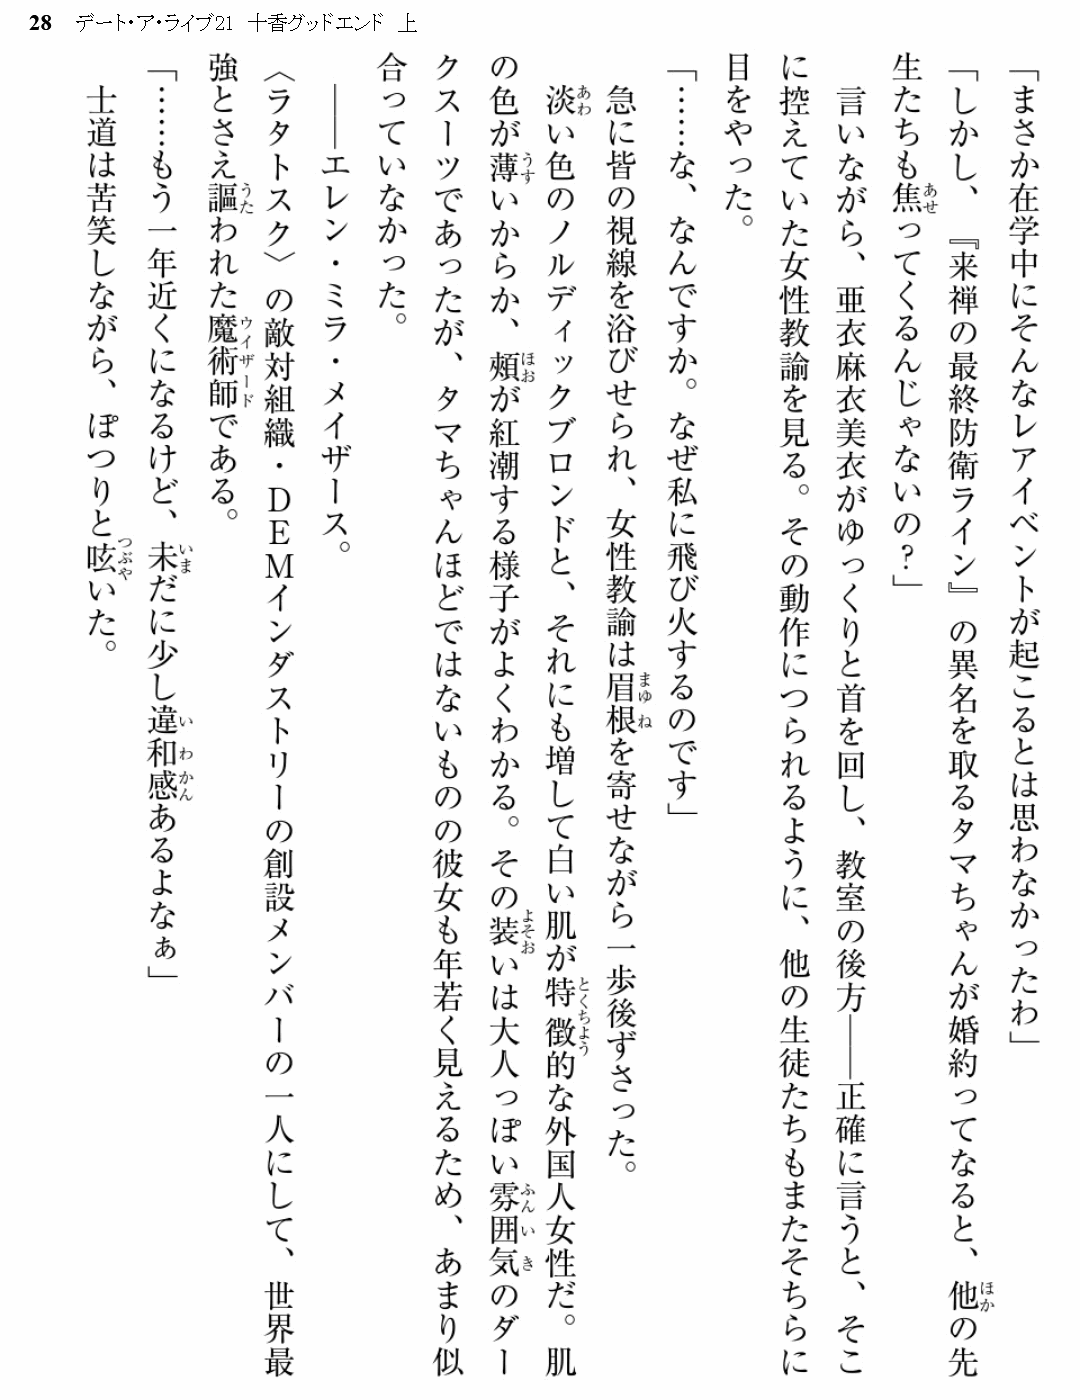 28 デート・ア・ライブ21 十香グッドエンド 上
「まさか在学中にそんなレアイベントが起こるとは思わなかったわ」
「しかし、『来禅の最終防衛ライン』の異名を取るタマちゃんが婚約ってなると、他の先
生たちも焦ってくるんじゃないの？」
言いながら、亜衣麻衣美衣がゆっくりと首を回し、教室の後方――正確に言うと、そこ
に控えていた女性教諭を見る。その動作につられるように、他の生徒たちもまたそちらに
目をやった。
「……な、なんですか。なぜ私に飛び火するのです」
急に皆の視線を浴びせられ、女性教諭は眉根を寄せながら一歩後ずさった。
淡い色のノルディックブロンドと、それにも増して白い肌が特徴的な外国人女性だ。肌
の色が薄いからか、頰が紅潮する様子がよくわかる。その装いは大人っぽい雰囲気のダー
クスーツであったが、タマちゃんほどではないものの彼女も年若く見えるため、あまり似
合っていなかった。
――エレン・ミラ・メイザース。
〈ラタトスク〉の敵対組織・ＤＥＭインダストリーの創設メンバーの一人にして、世界最
強とさえ謳われた魔術師である。
「……もう一年近くになるけど、未だに少し違和感あるよなぁ」
士道は苦笑しながら、ぽつりと呟いた。